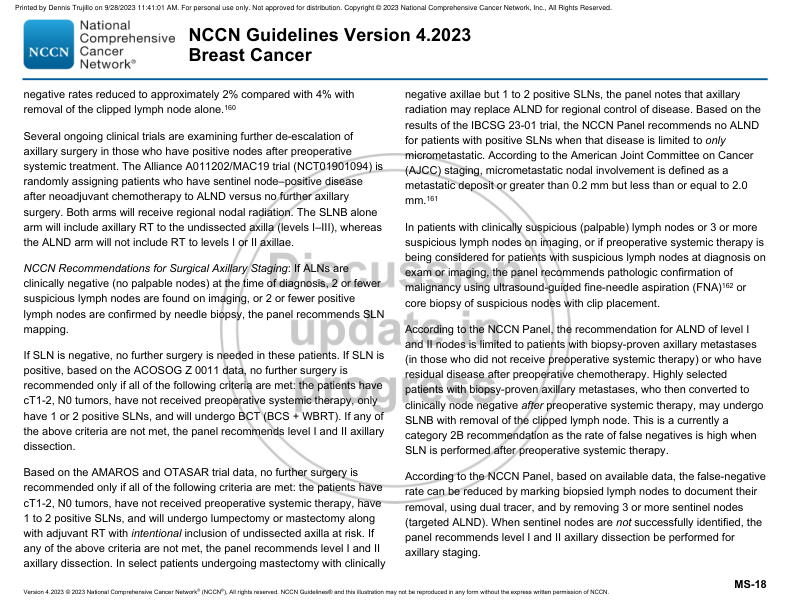 Printed by Dennis Trujillo on 9/28/2023 11:41:01 AM. For personal use only. Not approved for distribution. Copyright © 2023 National Comprehensive Cancer Network, Inc., All Rights Reserved.
NCCN
National
Comprehensive
Cancer
Network®
NCCN Guidelines Version 4.2023
Breast Cancer
negative rates reduced to approximately 2% compared with 4% with
removal of the clipped lymph node alone.160
Several ongoing clinical trials are examining further de-escalation of
axillary surgery in those who have positive nodes after preoperative
systemic treatment. The Alliance A011202/MAC19 trial (NCT01901094) is
randomly assigning patients who have sentinel node–positive disease
after neoadjuvant chemotherapy to ALND versus no further axillary
surgery. Both arms will receive regional nodal radiation. The SLNB alone
arm will include axillary RT to the undissected axilla (levels I–III), whereas
the ALND arm will not include RT to levels I or II axillae.
NCCN Recommendations for Surgical Axillary Staging: If ALNs are
clinically negative (no palpable nodes) at the time of diagnosis, 2 or fewer
suspicious lymph nodes are found on imaging, or 2 or fewer positive
lymph nodes are confirmed by needle biopsy, the panel recommends SLN
mapping.
If SLN is negative, no further surgery is needed in these patients. If SLN is
positive, based on the ACOSOG Z 0011 data, no further surgery is
recommended only if all of the following criteria are met: the patients have
cT1-2, N0 tumors, have not received preoperative systemic therapy, only
have 1 or 2 positive SLNs, and will undergo BCT (BCS + WBRT). If any of
the above criteria are not met, the panel recommends level I and II axillary
dissection.
Based on the AMAROS and OTASAR trial data, no further surgery is
recommended only if all of the following criteria are met: the patients have
cT1-2, N0 tumors, have not received preoperative systemic therapy, have
1 to 2 positive SLNs, and will undergo lumpectomy or mastectomy along
with adjuvant RT with intentional inclusion of undissected axilla at risk. If
any of the above criteria are not met, the panel recommends level I and II
axillary dissection. In select patients undergoing mastectomy with clinically
negative axillae but 1 to 2 positive SLNs, the panel notes that axillary
radiation may replace ALND for regional control of disease. Based on the
results of the IBCSG 23-01 trial, the NCCN Panel recommends no ALND
for patients with positive SLNs when that disease is limited to only
micrometastatic. According to the American Joint Committee on Cancer
(AJCC) staging, micrometastatic nodal involvement is defined as a
metastatic deposit or greater than 0.2 mm but less than or equal to 2.0
mm.161
In patients with clinically suspicious (palpable) lymph nodes or 3 or more
suspicious lymph nodes on imaging, or if preoperative systemic therapy is
being considered for patients with suspicious lymph nodes at diagnosis on
exam or imaging, the panel recommends pathologic confirmation of
malignancy using ultrasound-guided fine-needle aspiration (FNA)162 or
core biopsy of suspicious nodes with clip placement.
According to the NCCN Panel, the recommendation for ALND of level I
and II nodes is limited to patients with biopsy-proven axillary metastases
(in those who did not receive preoperative systemic therapy) or who have
residual disease after preoperative chemotherapy. Highly selected
patients with biopsy-proven axillary metastases, who then converted to
clinically node negative after preoperative systemic therapy, may undergo
SLNB with removal of the clipped lymph node. This is a currently a
category 2B recommendation as the rate of false negatives is high when
SLN is performed after preoperative systemic therapy.
According to the NCCN Panel, based on available data, the false-negative
rate can be reduced by marking biopsied lymph nodes to document their
removal, using dual tracer, and by removing 3 or more sentinel nodes
(targeted ALND). When sentinel nodes are not successfully identified, the
panel recommends level I and II axillary dissection be performed for
axillary staging.
Discussion
update in
progress
MS-18
Version 4.2023 © 2023 National Comprehensive Cancer Network® (NCCN®), All rights reserved. NCCN Guidelines® and this illustration may not be reproduced in any form without the express written permission of NCCN.